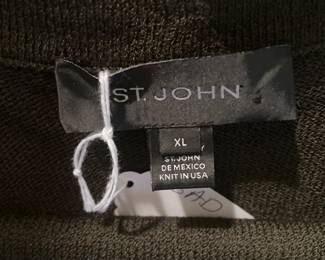 ST. JOHN
XL
ST. JOHN
DE MEXICO
KNIT IN USA